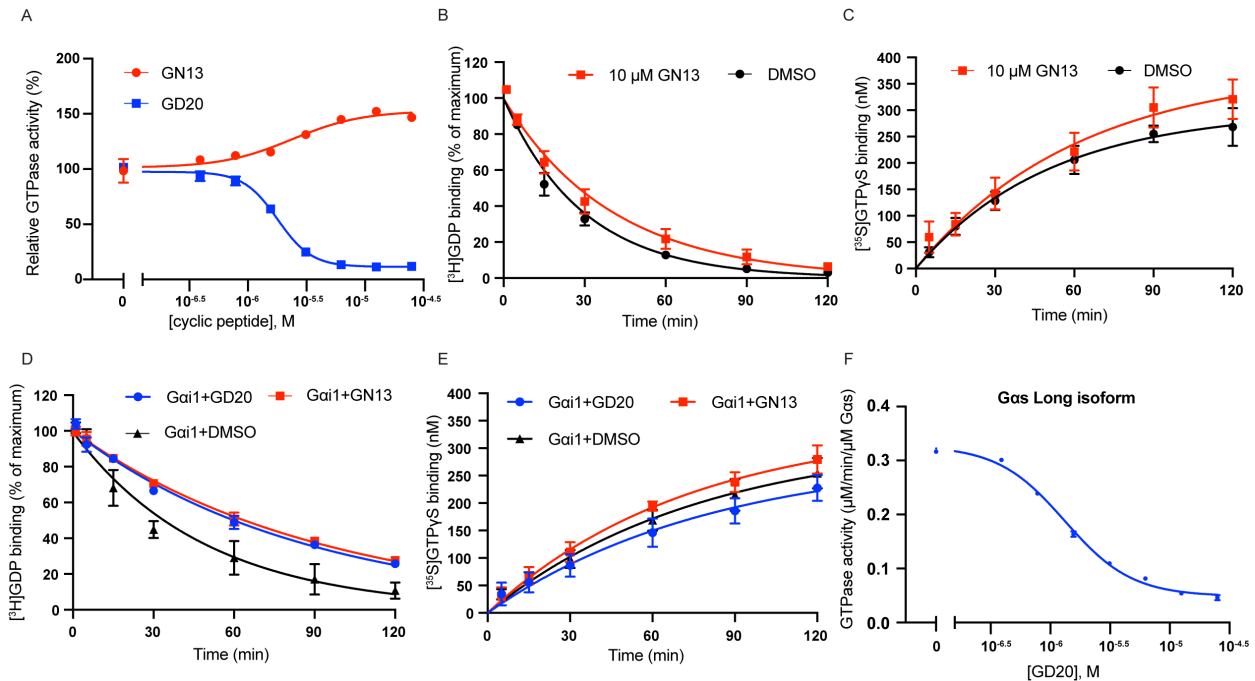 A
Relative GTPase activity (%)
200
150
100
50
0
GN13
GD20
0
10-6.5
10-6
10-5.5
10-5
10-4.5
[cyclic peptide], M
B
[³H]GDP binding (% of maximum)
120
100
80
60
40
20
0
10 µM GN13
DMSO
0
30
60
90
120
Time (min)
C
[³⁵S]GTPγS binding (nM)
400
350
300
250
200
150
100
50
0
10 µM GN13
DMSO
0
30
60
90
120
Time (min)
D
[³H]GDP binding (% of maximum)
120
100
80
60
40
20
0
Gαi1+GD20
Gαi1+GN13
Gαi1+DMSO
0
30
60
90
120
Time (min)
E
[³⁵S]GTPγS binding (nM)
400
350
300
250
200
150
100
50
0
Gαi1+GD20
Gαi1+GN13
Gαi1+DMSO
0
30
60
90
120
Time (min)
F
Gαs Long isoform
GTPase activity (µM/min/µM Gαs)
0.4
0.3
0.2
0.1
0.0
0
10-6.5
10-6
10-5.5
10-5
10-4.5
[GD20], M